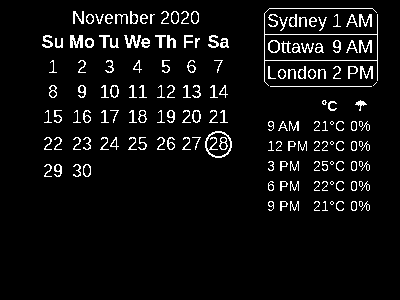 November 2020
Su Mo Tu We Th Fr Sa
1 2 3 4 5 6 7
8 9 10 11 12 13 14
15 16 17 18 19 20 21
22 23 24 25 26 27 28
29 30
Sydney 1 AM
Ottawa 9 AM
London 2 PM
°C ☂
9 AM 21°C 0%
12 PM 22°C 0%
3 PM 25°C 0%
6 PM 22°C 0%
9 PM 21°C 0%